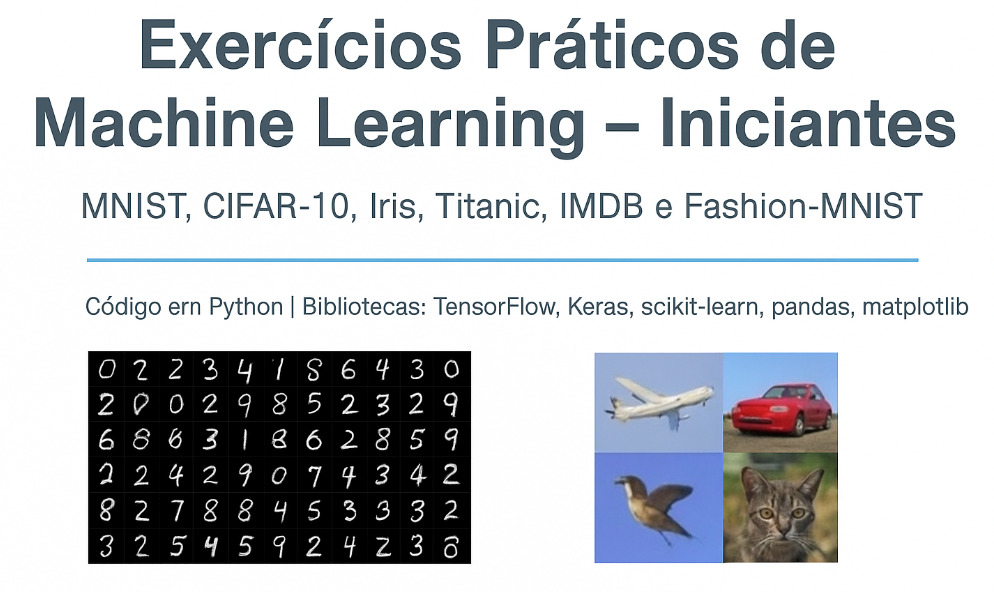 Exercícios Práticos de
Machine Learning – Iniciantes
MNIST, CIFAR-10, Iris, Titanic, IMDB e Fashion-MNIST
Código ern Python | Bibliotecas: TensorFlow, Keras, scikit-learn, pandas, matplotlib
0 2 2 3 4 1 8 6 4 3 0
2 0 0 2 9 8 5 2 3 2 9
6 8 6 3 1 8 6 2 8 5 9
2 2 4 2 9 0 7 4 3 4 2
8 2 7 8 8 4 5 3 3 3 2
3 2 5 4 5 9 2 4 2 3 8